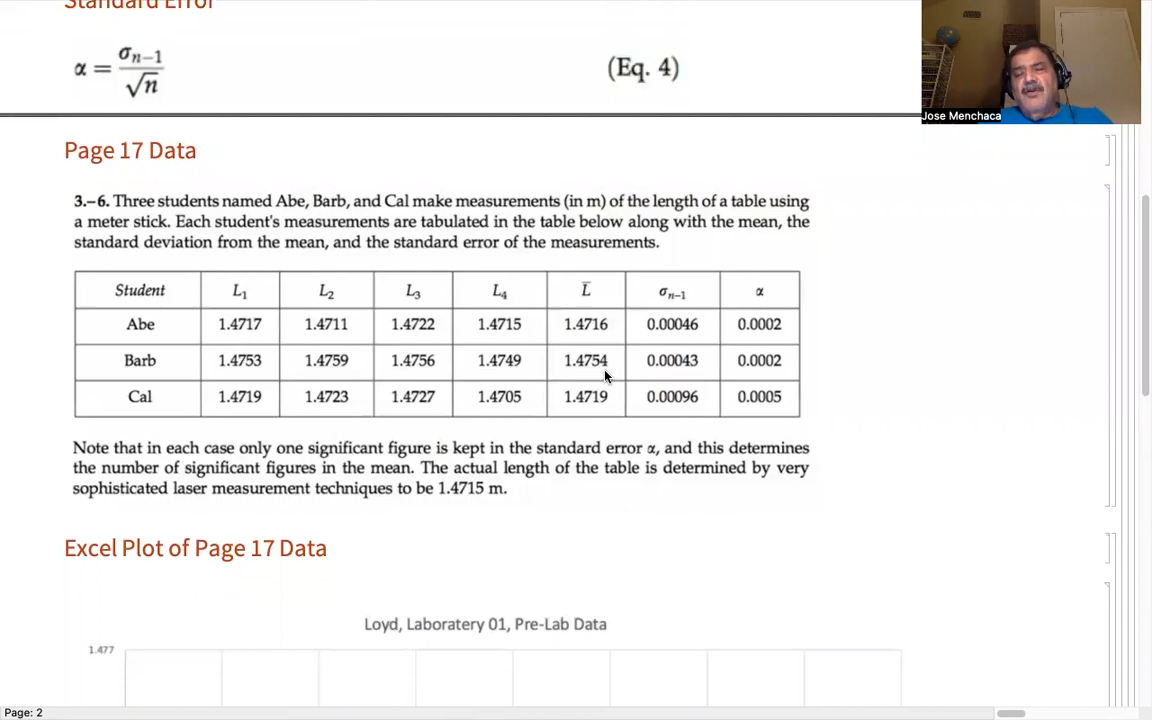 Standard Error
α = σn−1 / √n (Eq. 4)
Jose Menchaca
Page 17 Data
3.–6. Three students named Abe, Barb, and Cal make measurements (in m) of the length of a table using
a meter stick. Each student's measurements are tabulated in the table below along with the mean, the
standard deviation from the mean, and the standard error of the measurements.
Student L1 L2 L3 L4 L̅ σn−1 α
Abe 1.4717 1.4711 1.4722 1.4715 1.4716 0.00046 0.0002
Barb 1.4753 1.4759 1.4756 1.4749 1.4754 0.00043 0.0002
Cal 1.4719 1.4723 1.4727 1.4705 1.4719 0.00096 0.0005
Note that in each case only one significant figure is kept in the standard error α, and this determines
the number of significant figures in the mean. The actual length of the table is determined by very
sophisticated laser measurement techniques to be 1.4715 m.
Excel Plot of Page 17 Data
Loyd, Laboratery 01, Pre-Lab Data
1.477
Page: 2